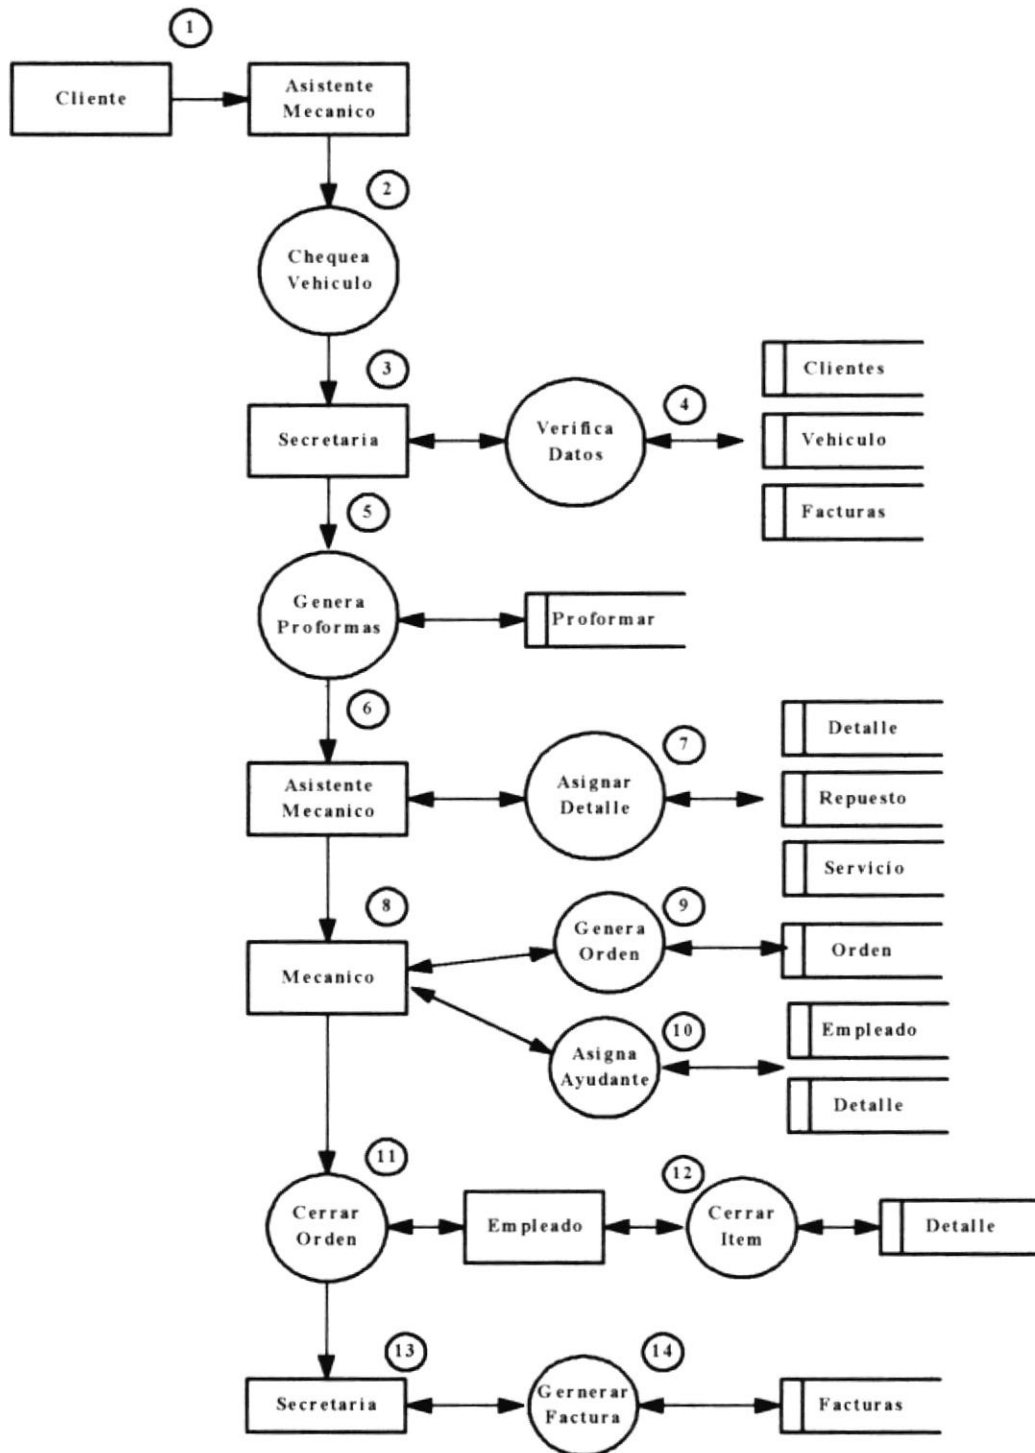 1
Cliente
Asistente
Mecanico
2
Chequea
Vehiculo
3
Secretaria
Verifica
Datos
4
Clientes
Vehiculo
Facturas
5
Genera
Proformas
Proformar
6
Asistente
Mecanico
Asignar
Detalle
7
Detalle
Repuesto
Servicio
8
Mecanico
Genera
Orden
9
Orden
Asigna
Ayudante
10
Empleado
Detalle
11
Cerrar
Orden
Empleado
12
Cerrar
Item
Detalle
13
Secretaria
Gernerar
Factura
14
Facturas